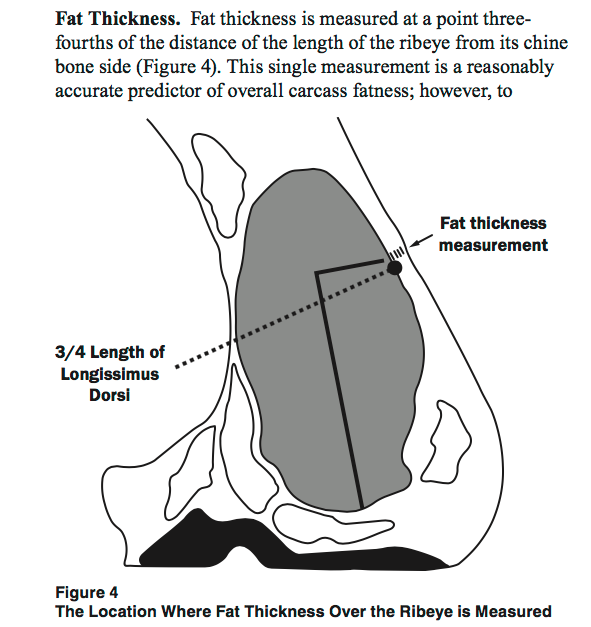 Fat Thickness. Fat thickness is measured at a point three-
fourths of the distance of the length of the ribeye from its chine
bone side (Figure 4). This single measurement is a reasonably
accurate predictor of overall carcass fatness; however, to
Fat thickness
measurement
3/4 Length of
Longissimus
Dorsi
Figure 4
The Location Where Fat Thickness Over the Ribeye is Measured